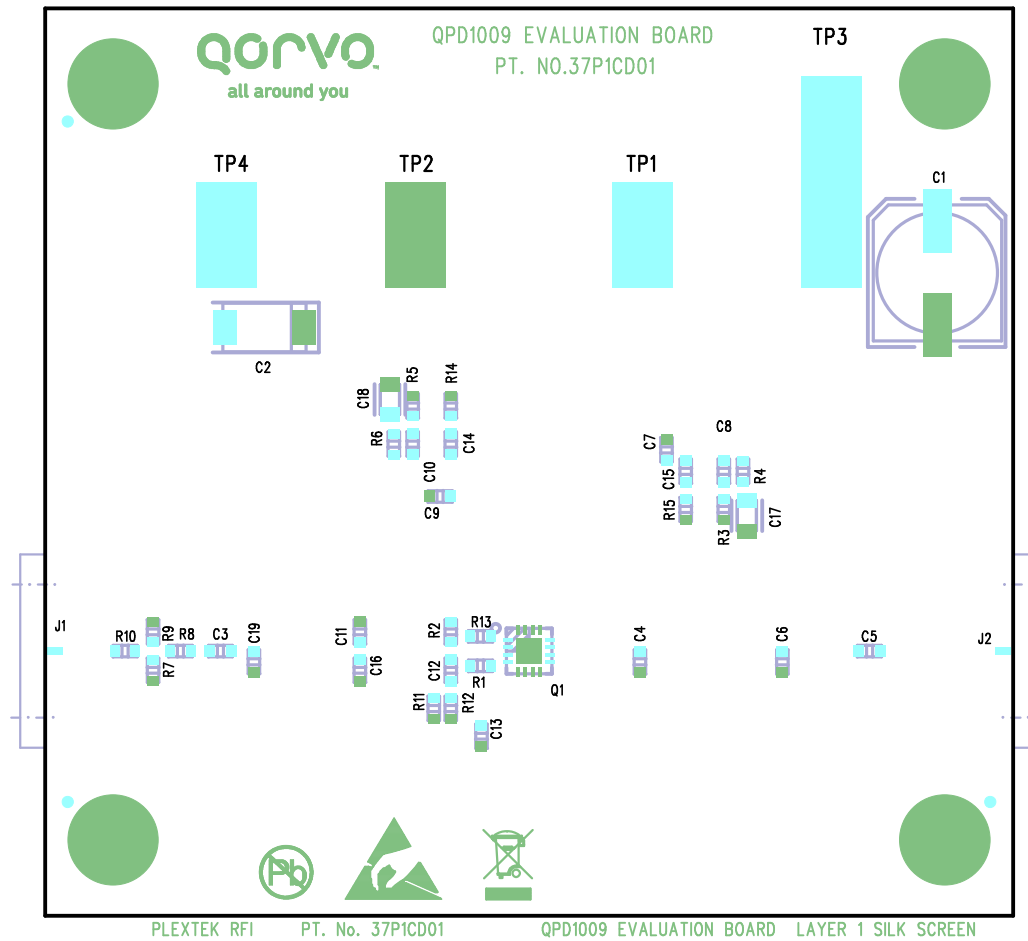 QORVO
all around you
QPD1009 EVALUATION BOARD
PT. NO.37P1CD01
TP3
TP4
TP2
TP1
C1
C2
C18
R5
R14
R6
C14
C10
C9
C7
C8
C15
R4
R15
R3
C17
J1
R10
R9
R7
R8
C3
C19
C11
C16
R2
R13
C12
R1
R11
R12
C13
Q1
C4
C6
C5
J2
Pb
PLEXTEK RFI PT. No. 37P1CD01 QPD1009 EVALUATION BOARD LAYER 1 SILK SCREEN